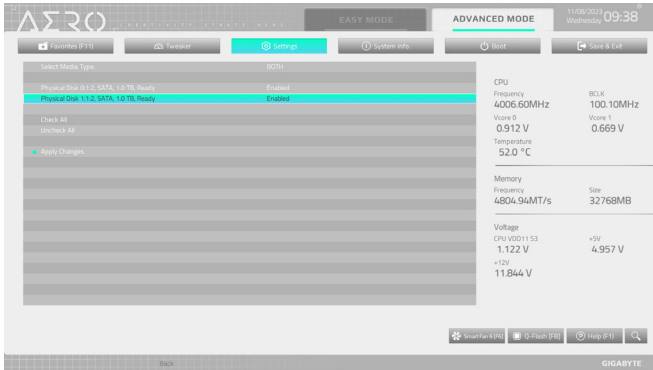 AERO
CREATIVITY STARTS HERE
EASY MODE
ADVANCED MODE
11/08/2023
Wednesday
09:38
Favorites (F11)
Tweaker
Settings
System Info.
Boot
Save & Exit
Select Media Type
BOTH
Physical Disk 0:1:2, SATA, 1.0 TB, Ready
Enabled
Physical Disk 1:1:2, SATA, 1.0 TB, Ready
Enabled
Check All
Uncheck All
Apply Changes
CPU
Frequency
BCLK
4006.60MHz
100.10MHz
Vcore 0
Vcore 1
0.912 V
0.669 V
Temperature
52.0 °C
Memory
Frequency
Size
4804.94MT/s
32768MB
Voltage
CPU VDD11 S3
+5V
1.122 V
4.957 V
+12V
11.844 V
Smart Fan 6 [F6]
Q-Flash [F8]
Help (F1)
Back
GIGABYTE